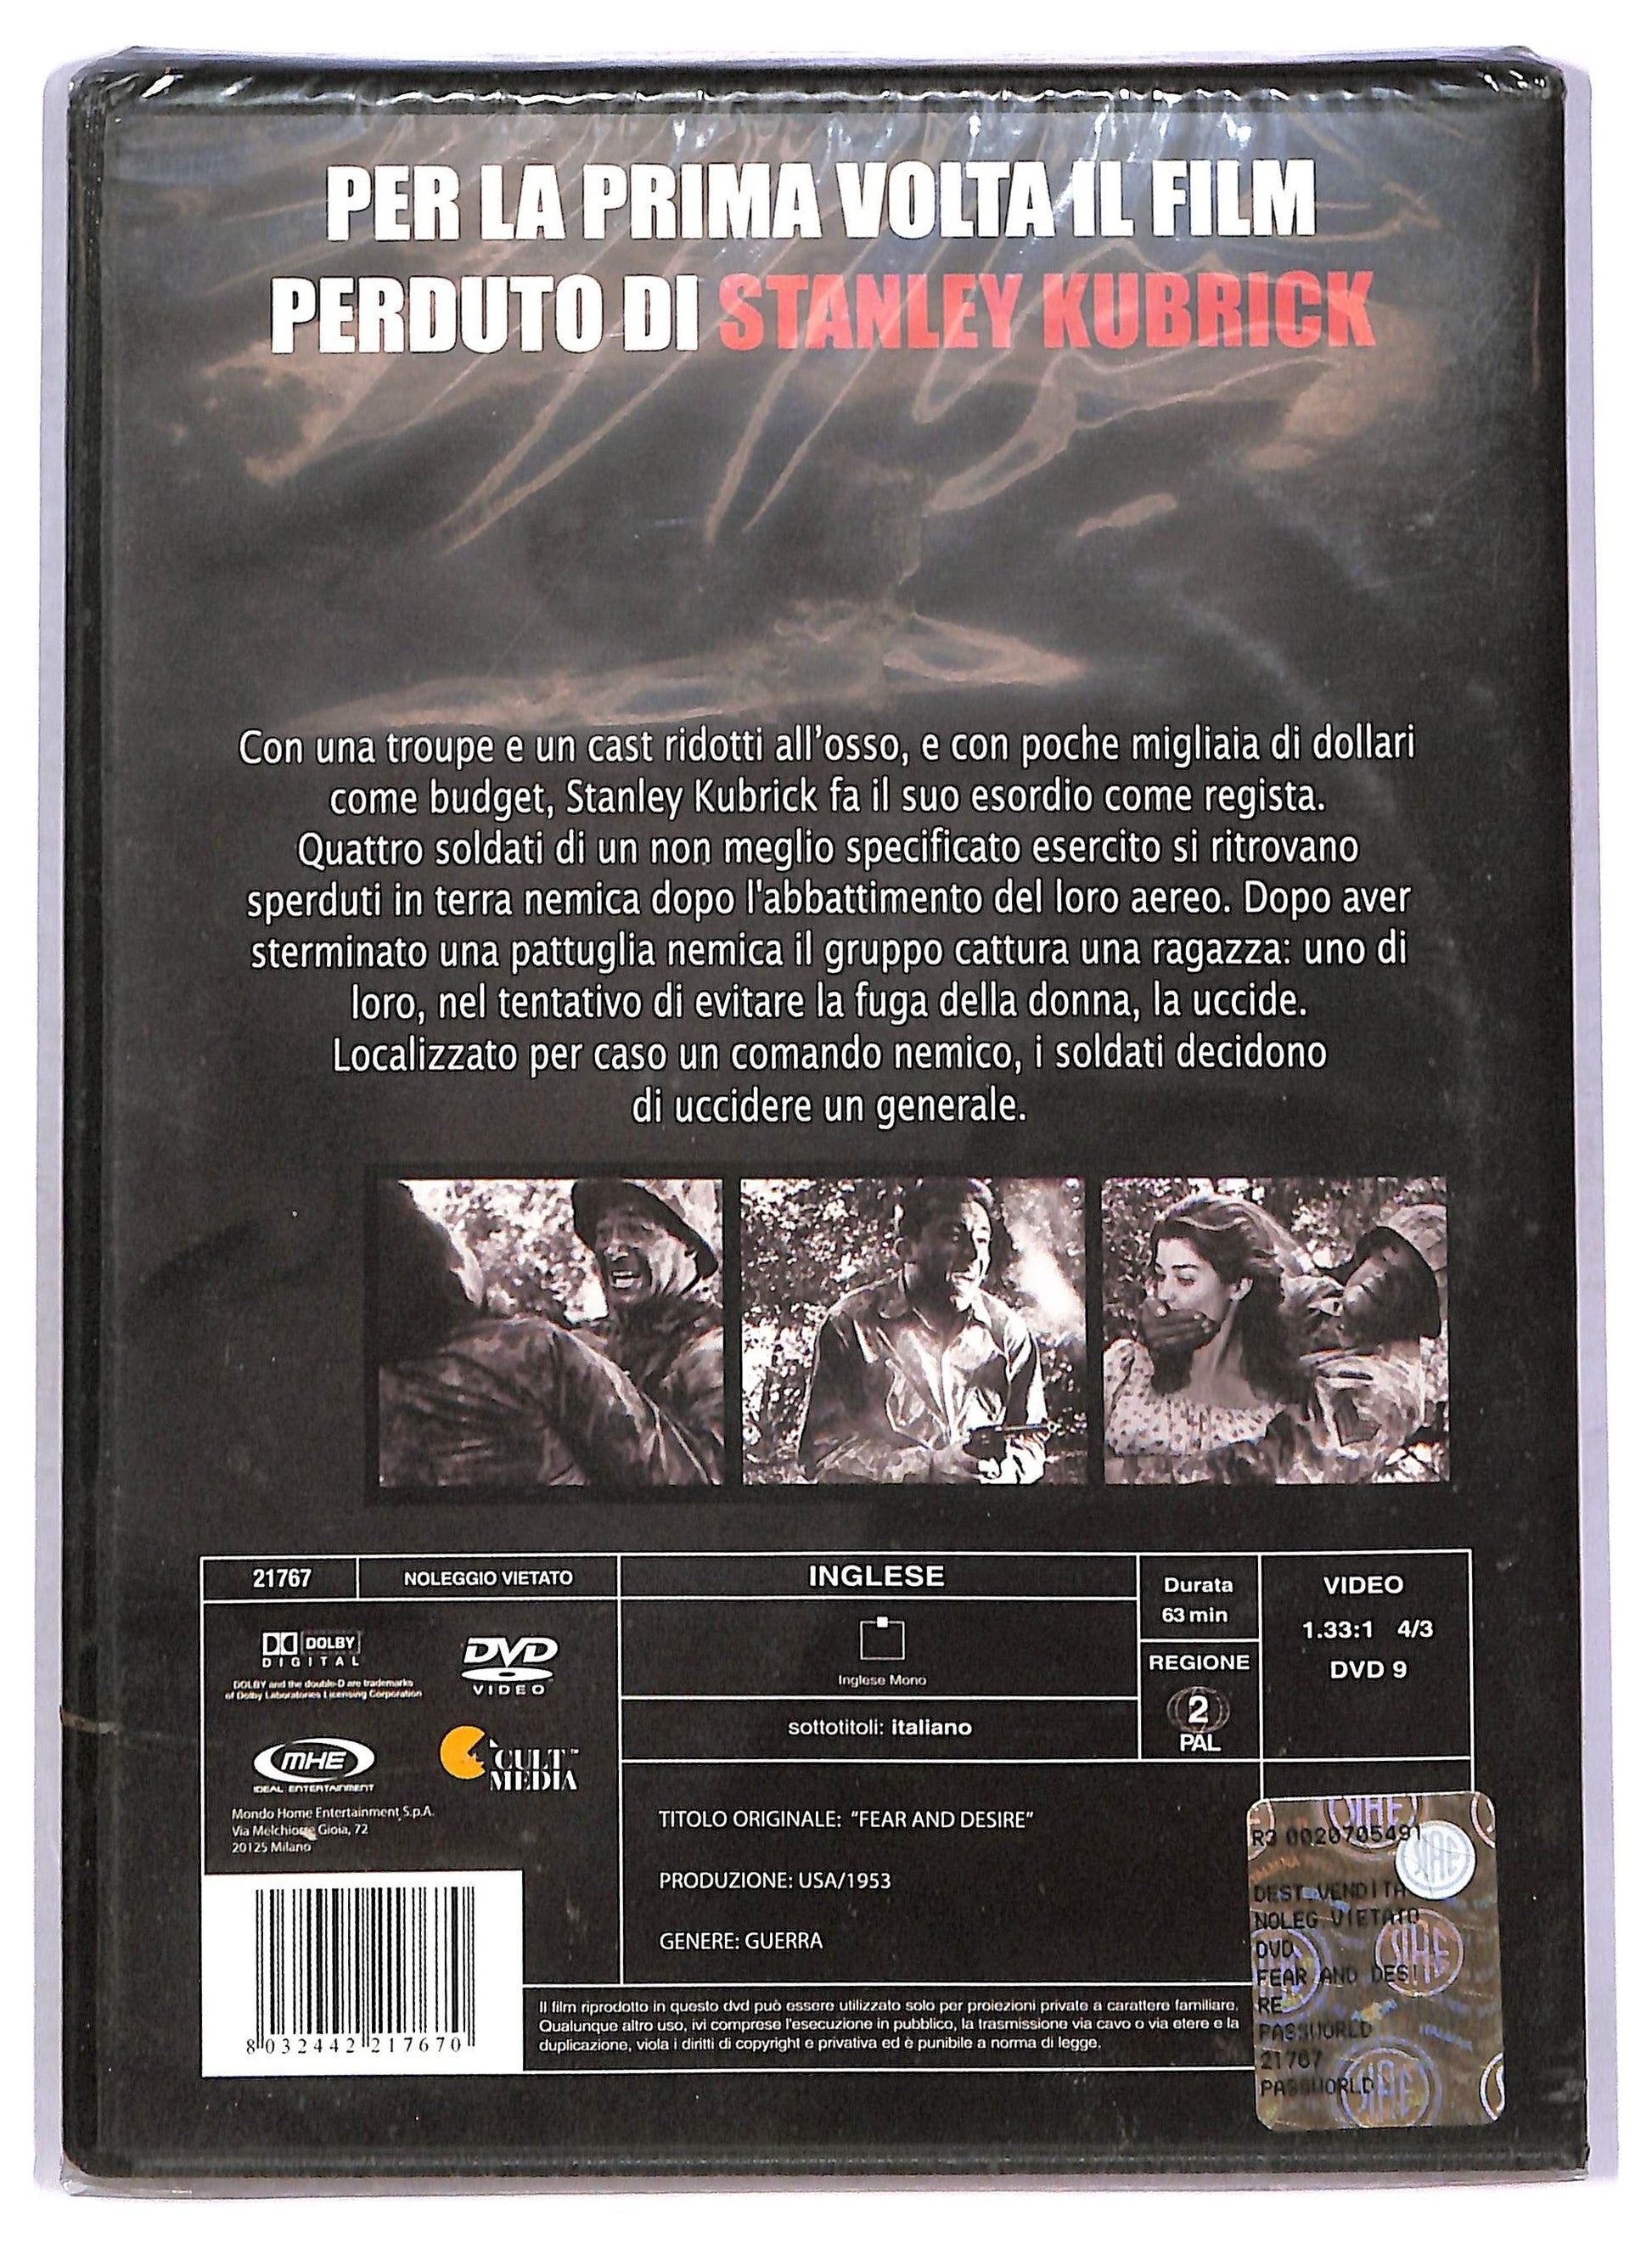 PER LA PRIMA VOLTA IL FILM
PERDUTO DI STANLEY KUBRICK
Con una troupe e un cast ridotti all'osso, e con poche migliaia di dollari
come budget, Stanley Kubrick fa il suo esordio come regista.
Quattro soldati di un non meglio specificato esercito si ritrovano
sperduti in terra nemica dopo l'abbattimento del loro aereo. Dopo aver
sterminato una pattuglia nemica il gruppo cattura una ragazza: uno di
loro, nel tentativo di evitare la fuga della donna, la uccide.
Localizzato per caso un comando nemico, i soldati decidono
di uccidere un generale.
21767 NOLEGGIO VIETATO
DOLBY
DIGITAL
DOLBY and the double-D are trademarks
of Dolby Laboratories Licensing Corporation
DVD
VIDEO
MHE
IDEAL ENTERTAINMENT
CULT™
MEDIA
Mondo Home Entertainment S.p.A.
Via Melchiorre Gioia, 72
20125 Milano
8 032442 217670
INGLESE
Inglese Mono
sottotitoli: italiano
Durata
63 min
REGIONE
2
PAL
VIDEO
1.33:1 4/3
DVD 9
TITOLO ORIGINALE: "FEAR AND DESIRE"
PRODUZIONE: USA/1953
GENERE: GUERRA
Il film riprodotto in questo dvd può essere utilizzato solo per proiezioni private a carattere familiare.
Qualunque altro uso, ivi comprese l'esecuzione in pubblico, la trasmissione via cavo o via etere e la
duplicazione, viola i diritti di copyright e privativa ed è punibile a norma di legge.
SIAE
R3 0020705491
DEST.VENDITA
NOLEG VIETATO
DVD
FEAR AND DESI
RE
PASSWORLD
21767
PASSWORLD